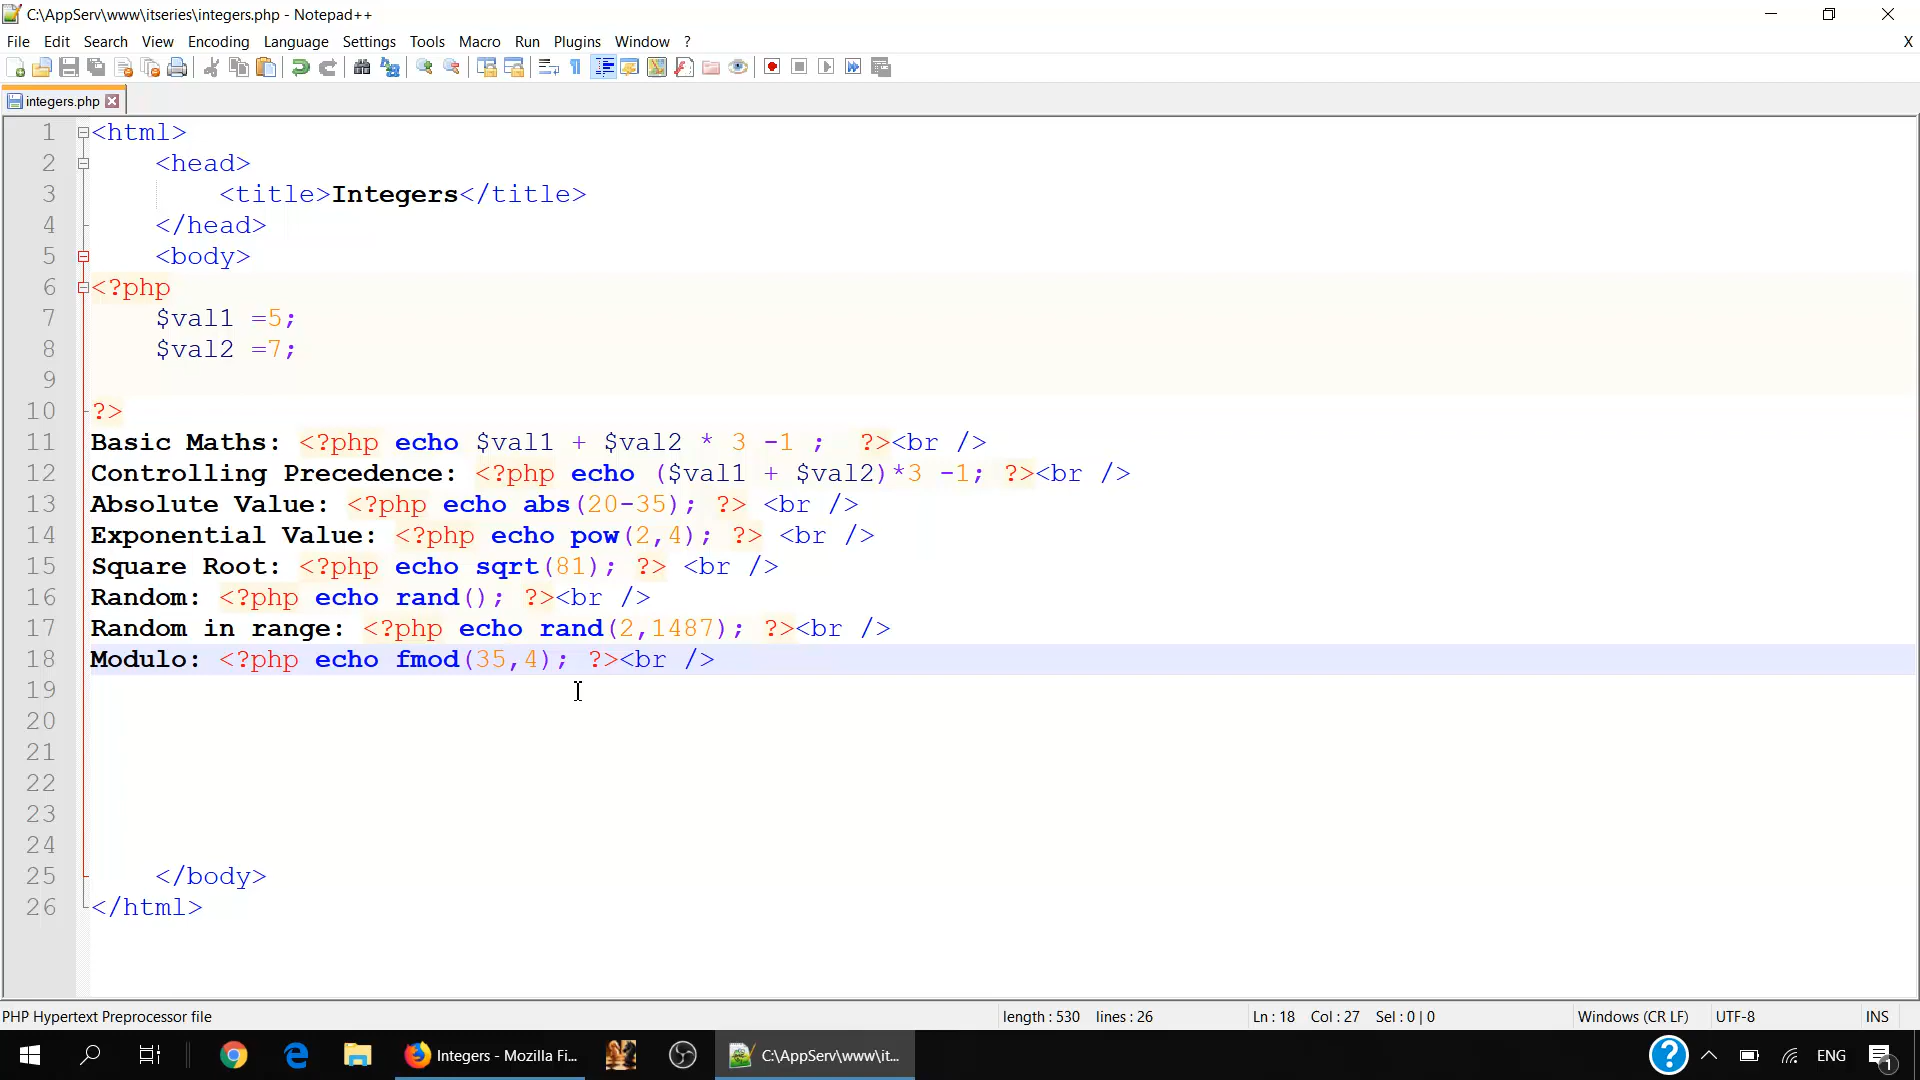 C:\AppServ\www\itseries\integers.php - Notepad++
File Edit Search View Encoding Language Settings Tools Macro Run Plugins Window ? X
integers.php
1 <html>
2 <head>
3 <title>Integers</title>
4 </head>
5 <body>
6 <?php
7 $val1 =5;
8 $val2 =7;
9
10 ?>
11 Basic Maths: <?php echo $val1 + $val2 * 3 -1 ;  ?><br />
12 Controlling Precedence: <?php echo ($val1 + $val2)*3 -1; ?><br />
13 Absolute Value: <?php echo abs(20-35); ?> <br />
14 Exponential Value: <?php echo pow(2,4); ?> <br />
15 Square Root: <?php echo sqrt(81); ?> <br />
16 Random: <?php echo rand(); ?><br />
17 Random in range: <?php echo rand(2,1487); ?><br />
18 Modulo: <?php echo fmod(35,4); ?><br />
19
20
21
22
23
24
25 </body>
26 </html>
PHP Hypertext Preprocessor file length : 530 lines : 26 Ln : 18 Col : 27 Sel : 0 | 0 Windows (CR LF) UTF-8 INS
Integers - Mozilla Fi... C:\AppServ\www\it... ? ENG 1